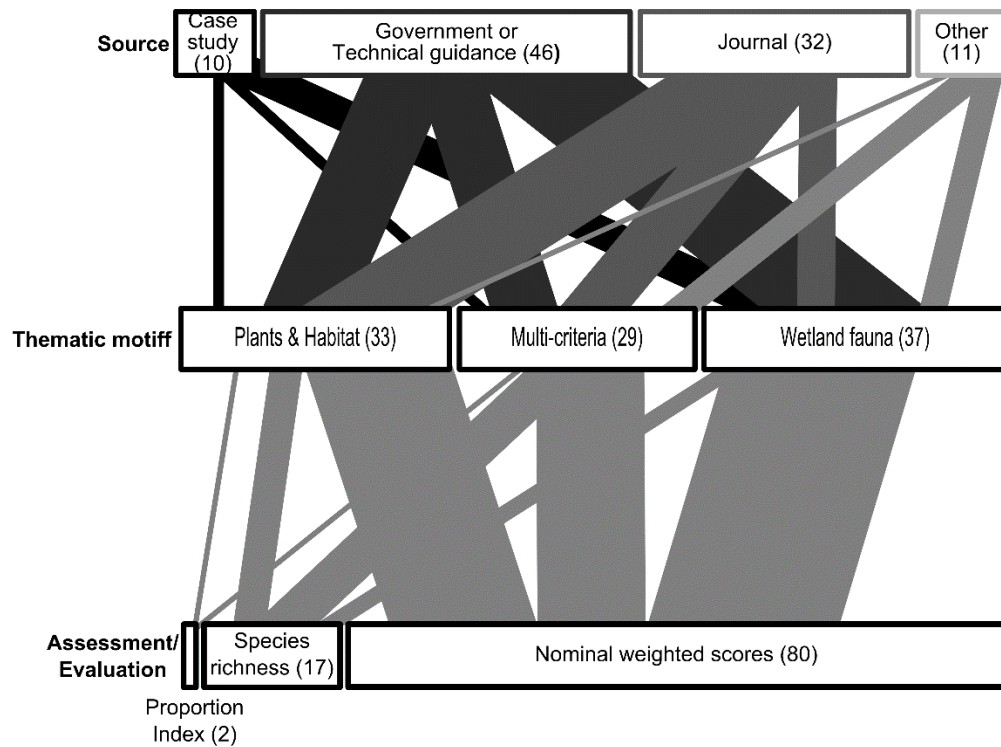 Source
Case
study
(10)
Government or
Technical guidance (46)
Journal (32)
Other
(11)
Thematic motiff
Plants & Habitat (33)
Multi-criteria (29)
Wetland fauna (37)
Assessment/
Evaluation
Species
richness (17)
Nominal weighted scores (80)
Proportion
Index (2)